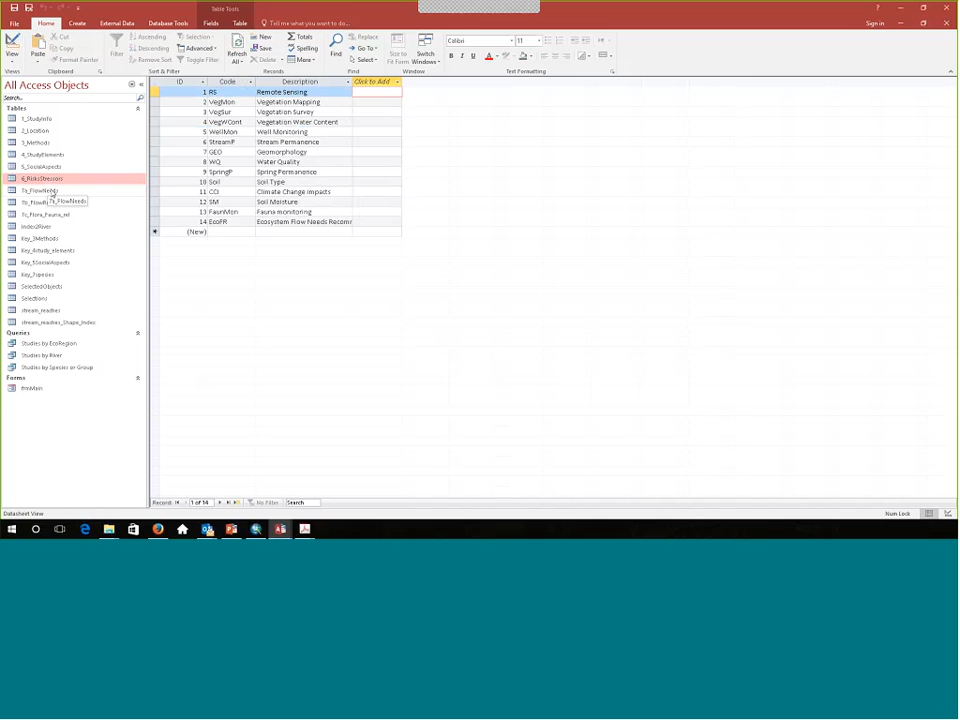 Table Tools
File Home Create External Data Database Tools Fields Table Tell me what you want to do... Sign in
View
Views
Paste
Cut
Copy
Format Painter
Clipboard
Filter
Ascending
Descending
Remove Sort
Selection
Advanced
Toggle Filter
Sort & Filter
Refresh All
New
Save
Delete
Totals
Spelling
More
Records
Find
Replace
Go To
Select
Find
Size to Fit Form
Switch Windows
Window
Calibri 11
B I U
Text Formatting
All Access Objects
Search...
Tables
1_StudyInfo
2_Location
3_Methods
4_StudyElements
5_SocialAspects
6_RisksStressors
7a_FlowNeeds
7a_FlowNeeds
7c_Flora_Fauna_rel
Index2River
Key_3Methods
Key_4study_elements
Key_5SocialAspects
Key_7species
SelectedObjects
Selections
stream_reaches
stream_reaches_Shape_Index
Queries
Studies by EcoRegion
Studies by River
Studies by Species or Group
Forms
frmMain
ID Code Description Click to Add
1 RS Remote Sensing
2 VegMon Vegetation Mapping
3 VegSur Vegetation Survey
4 VegWCont Vegetation Water Content
5 WellMon Well Monitoring
6 StreamP Stream Permanence
7 GEO Geomorphology
8 WQ Water Quality
9 SpringP Spring Permanence
10 Soil Soil Type
11 CCI Climate Change Impacts
12 SM Soil Moisture
13 FaunMon Fauna monitoring
14 EcoFR Ecosystem Flow Needs Recomm
(New)
Record: 1 of 14 No Filter Search
Datasheet View Num Lock